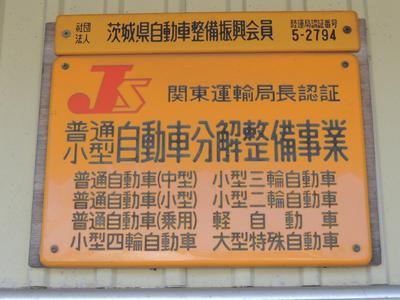 社団法人 茨城県自動車整備振興会員 陸運局認証番号 5-2794
JS 関東運輸局長認証
普通小型自動車分解整備事業
普通自動車(中型) 小型三輪自動車
普通自動車(小型) 小型二輪自動車
普通自動車(乗用) 軽自動車
小型四輪自動車 大型特殊自動車